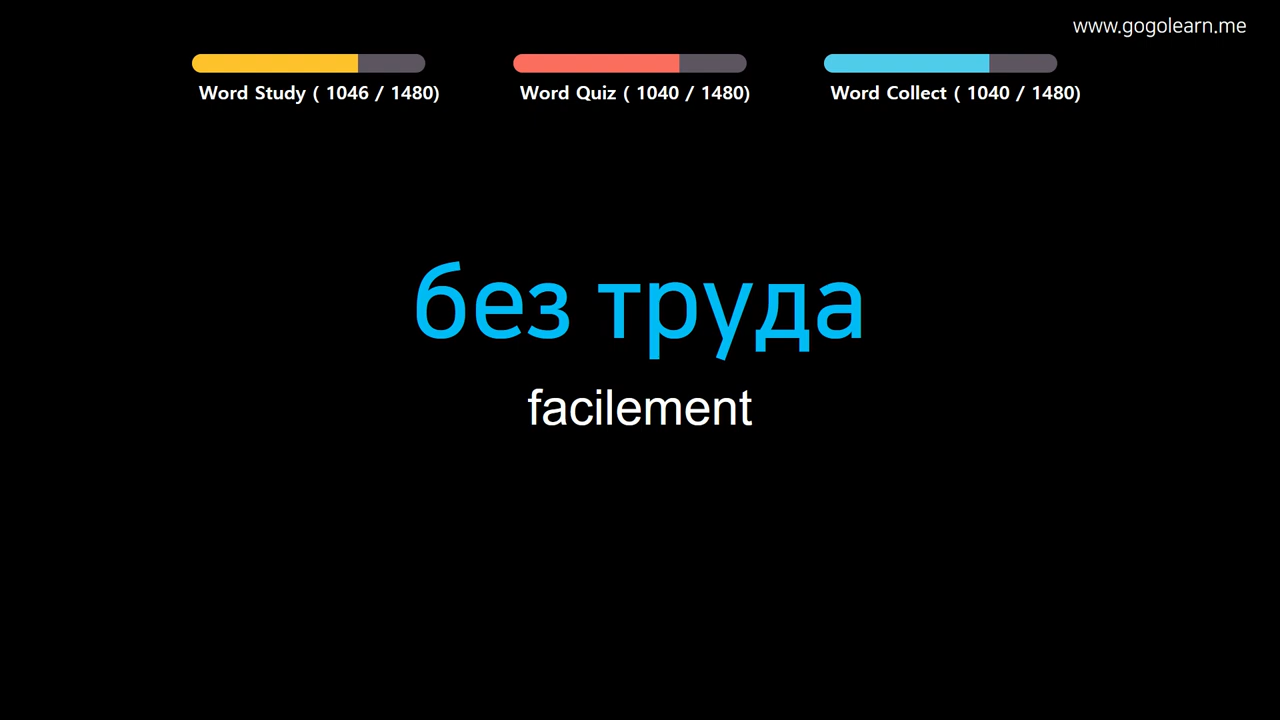 www.gogolearn.me
Word Study ( 1046 / 1480)
Word Quiz ( 1040 / 1480)
Word Collect ( 1040 / 1480)
без труда
facilement